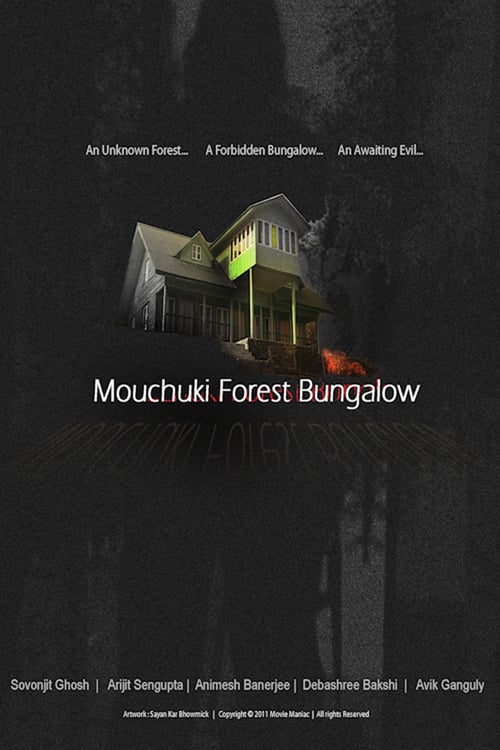 An Unknown Forest... A Forbidden Bungalow... An Awaiting Evil...
Mouchuki Forest Bungalow
Sovonjit Ghosh | Arijit Sengupta | Animesh Banerjee | Debashree Bakshi | Avik Ganguly
Artwork : Sayan Kar Bhowmick | Copyright © 2011 Movie Maniac | All rights Reserved